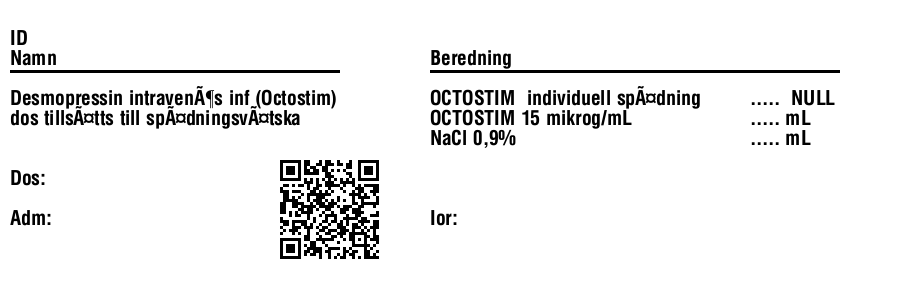 ID
Namn
Desmopressin intravenÃ¶s inf (Octostim)
dos tillsÃ¤tts till spÃ¤dningsvÃ¤tska
Dos:
Adm:
Beredning
OCTOSTIM individuell spÃ¤dning ..... NULL
OCTOSTIM 15 mikrog/mL ..... mL
NaCl 0,9% ..... mL
Ior: